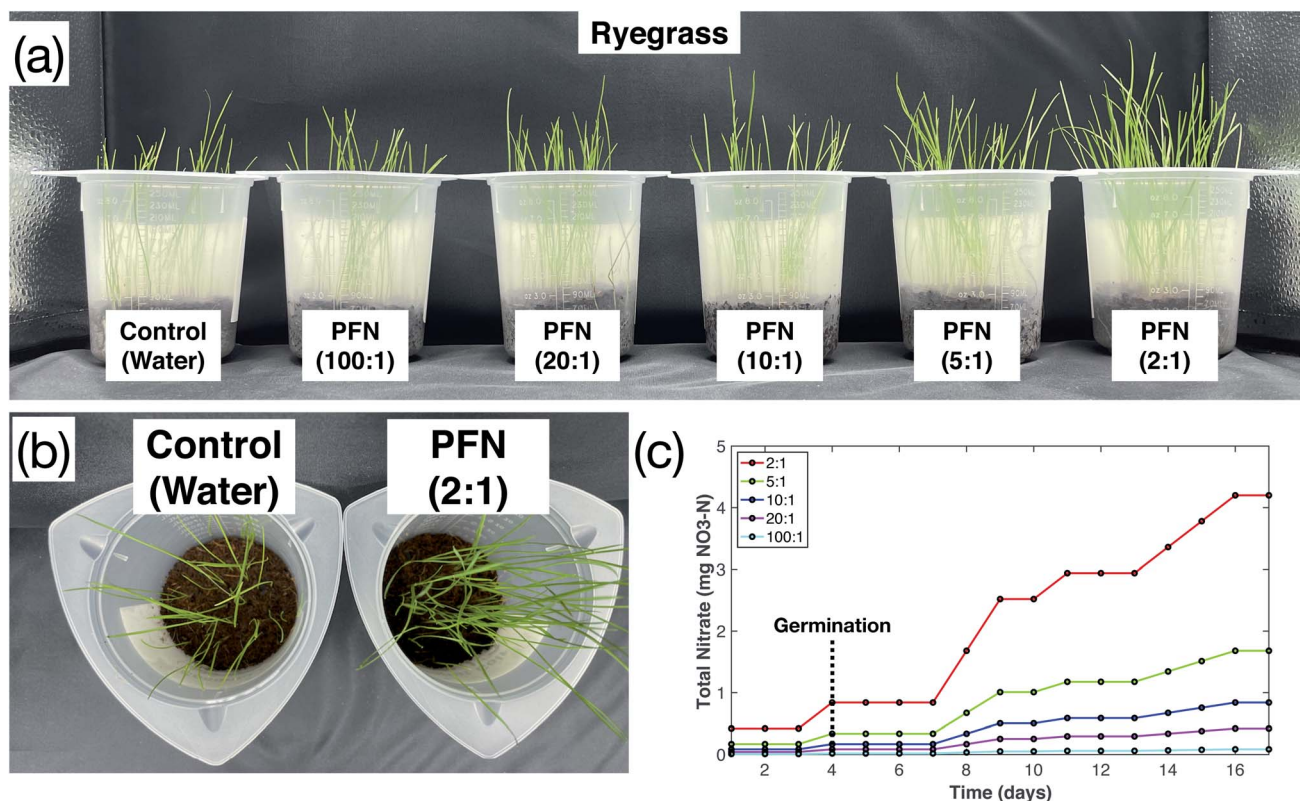 (a)
Ryegrass
Control
(Water)
PFN
(100:1)
PFN
(20:1)
PFN
(10:1)
PFN
(5:1)
PFN
(2:1)
(b)
Control
(Water)
PFN
(2:1)
(c)
5
4
3
2
1
0
Total Nitrate (mg NO3-N)
2:1
5:1
10:1
20:1
100:1
Germination
2 4 6 8 10 12 14 16
Time (days)